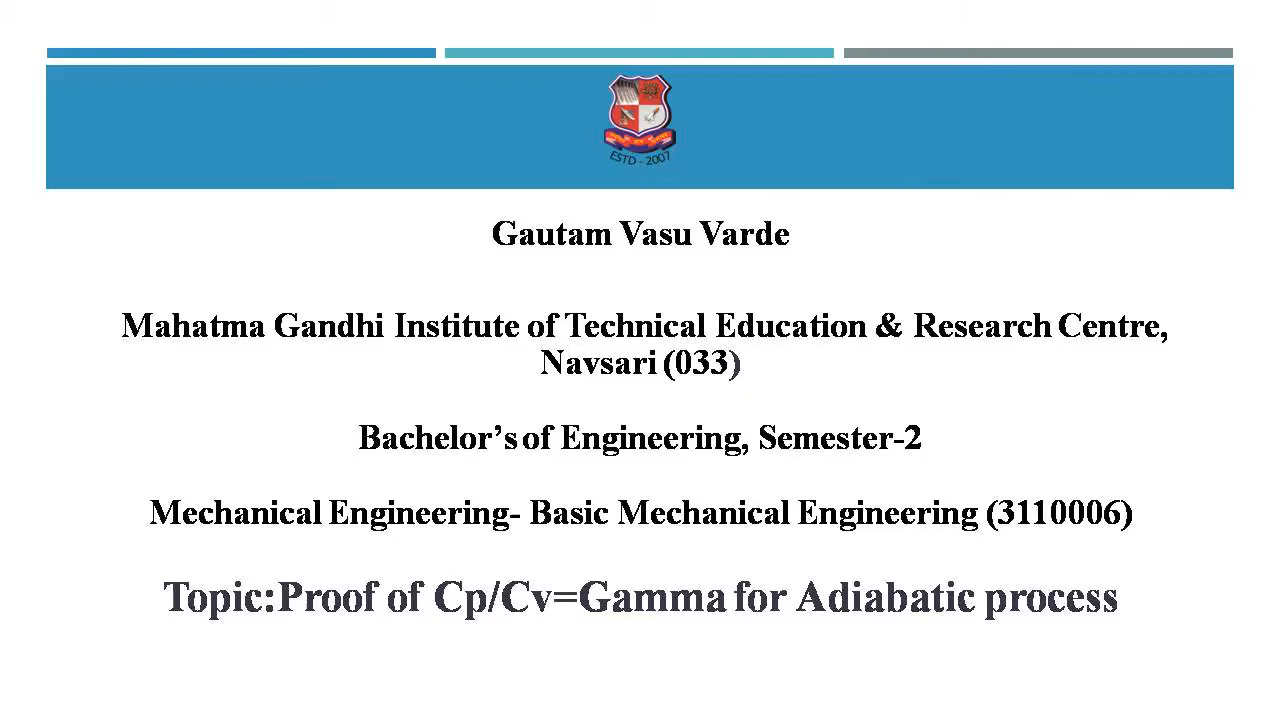 ESTD - 2007
Gautam Vasu Varde
Mahatma Gandhi Institute of Technical Education & Research Centre,
Navsari (033)
Bachelor’s of Engineering, Semester-2
Mechanical Engineering- Basic Mechanical Engineering (3110006)
Topic:Proof of Cp/Cv=Gamma for Adiabatic process